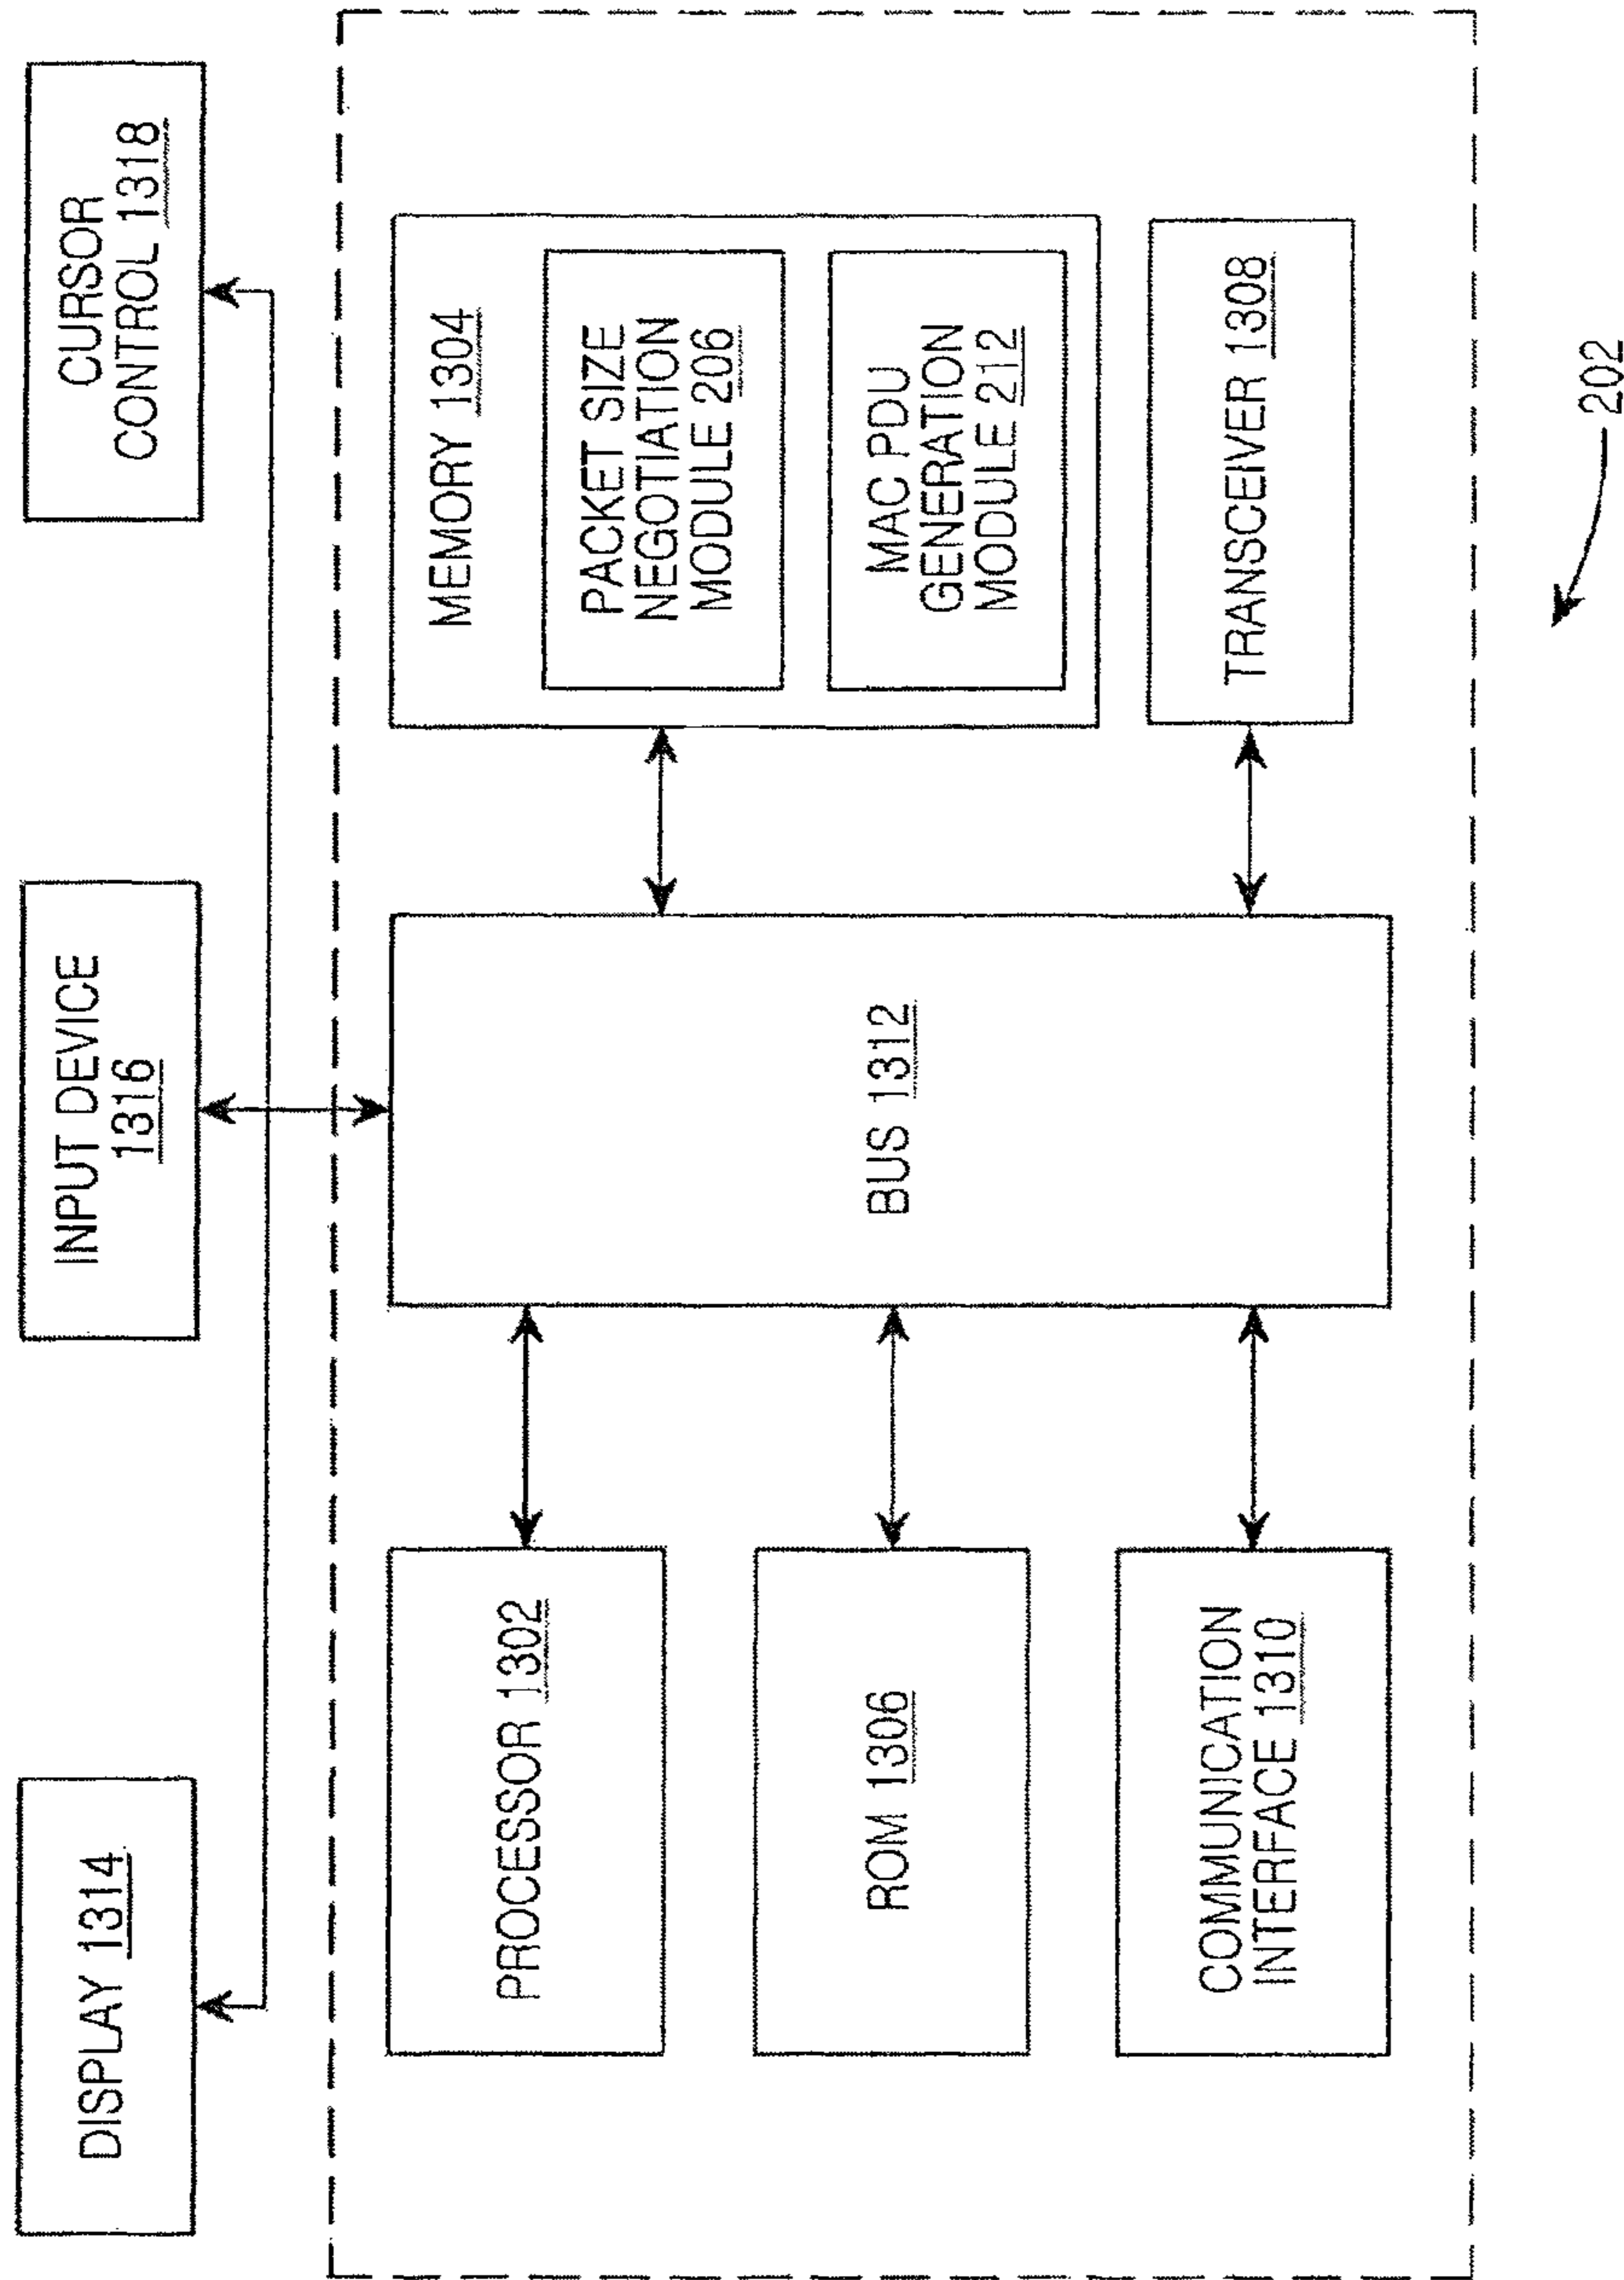 DISPLAY 1314
INPUT DEVICE
1316
CURSOR
CONTROL 1318
PROCESSOR 1302
ROM 1306
COMMUNICATION
INTERFACE 1310
BUS 1312
MEMORY 1304
PACKET SIZE
NEGOTIATION
MODULE 206
MAC PDU
GENERATION
MODULE 212
TRANSCEIVER 1308
202